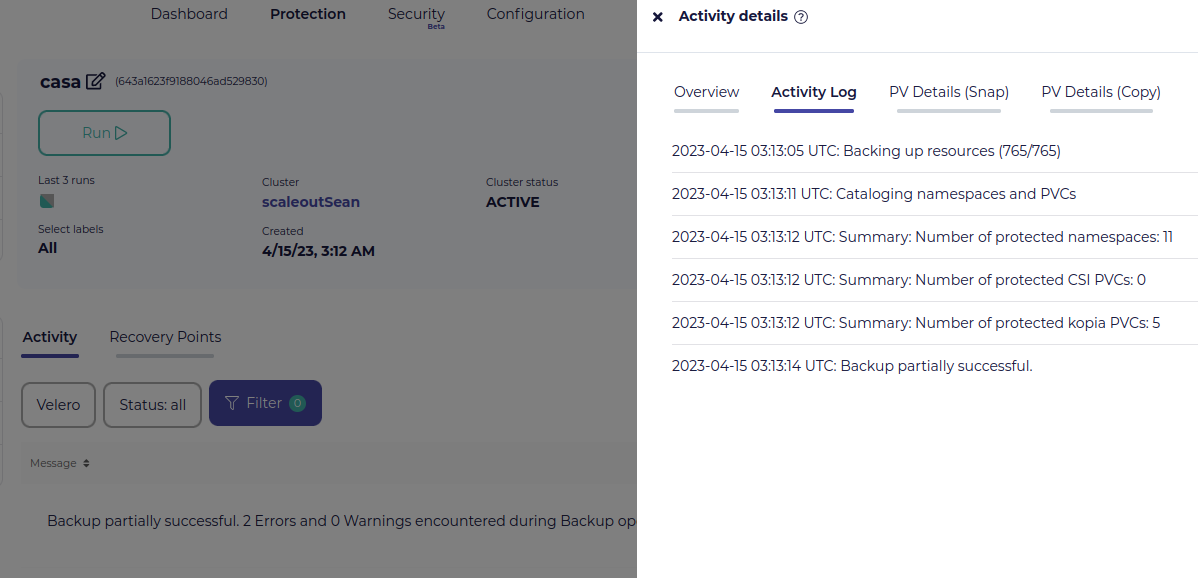 Dashboard
Protection
Security
Beta
Configuration
casa (643a1623f9188046ad529830)
Run
Last 3 runs
Cluster
scaleoutSean
Cluster status
ACTIVE
Select labels
All
Created
4/15/23, 3:12 AM
Activity
Recovery Points
Velero
Status: all
Filter 0
Message
Backup partially successful. 2 Errors and 0 Warnings encountered during Backup op
Activity details
Overview
Activity Log
PV Details (Snap)
PV Details (Copy)
2023-04-15 03:13:05 UTC: Backing up resources (765/765)
2023-04-15 03:13:11 UTC: Cataloging namespaces and PVCs
2023-04-15 03:13:12 UTC: Summary: Number of protected namespaces: 11
2023-04-15 03:13:12 UTC: Summary: Number of protected CSI PVCs: 0
2023-04-15 03:13:12 UTC: Summary: Number of protected kopia PVCs: 5
2023-04-15 03:13:14 UTC: Backup partially successful.